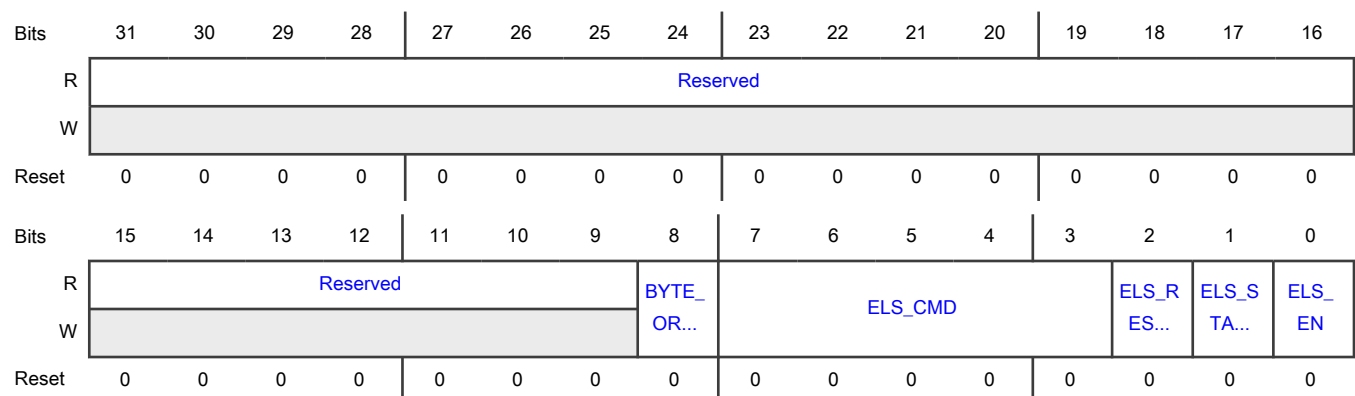 Bits 31 30 29 28 27 26 25 24 23 22 21 20 19 18 17 16
R Reserved
W
Reset 0 0 0 0 0 0 0 0 0 0 0 0 0 0 0 0
Bits 15 14 13 12 11 10 9 8 7 6 5 4 3 2 1 0
R Reserved BYTE_ OR... ELS_CMD ELS_R ES... ELS_S TA... ELS_ EN
W
Reset 0 0 0 0 0 0 0 0 0 0 0 0 0 0 0 0